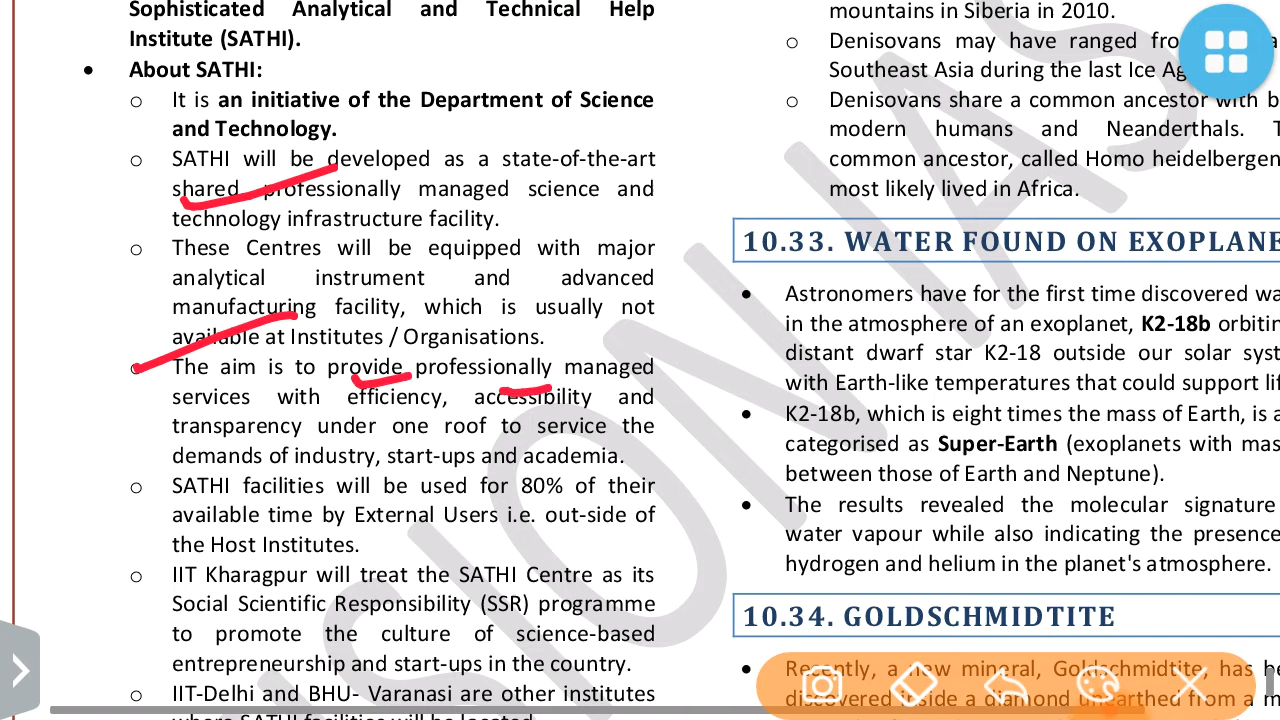 Sophisticated Analytical and Technical Help
Institute (SATHI).
• About SATHI:
o It is an initiative of the Department of Science
and Technology.
o SATHI will be developed as a state-of-the-art
shared, professionally managed science and
technology infrastructure facility.
o These Centres will be equipped with major
analytical instrument and advanced
manufacturing facility, which is usually not
available at Institutes / Organisations.
o The aim is to provide professionally managed
services with efficiency, accessibility and
transparency under one roof to service the
demands of industry, start-ups and academia.
o SATHI facilities will be used for 80% of their
available time by External Users i.e. out-side of
the Host Institutes.
o IIT Kharagpur will treat the SATHI Centre as its
Social Scientific Responsibility (SSR) programme
to promote the culture of science-based
entrepreneurship and start-ups in the country.
o IIT-Delhi and BHU- Varanasi are other institutes
where SATHI facilities will be located.
mountains in Siberia in 2010.
o Denisovans may have ranged
Southeast Asia during the last Ice
o Denisovans share a common ancestor with
modern humans and Neanderthals.
common ancestor, called Homo
most likely lived in Africa.
10.33. WATER FOUND ON
• Astronomers have for the first time discovered
in the atmosphere of an exoplanet, K2-18b
distant dwarf star K2-18 outside our solar
with Earth-like temperatures that could support
• K2-18b, which is eight times the mass of Earth, is
categorised as Super-Earth (exoplanets with
between those of Earth and Neptune).
• The results revealed the molecular signature
water vapour while also indicating the presence
hydrogen and helium in the planet's atmosphere.
10.34. GOLDSCHMIDTITE
• Recently, a new mineral, Goldschmidtite, has
discovered inside a diamond unearthed from a
VISION IAS